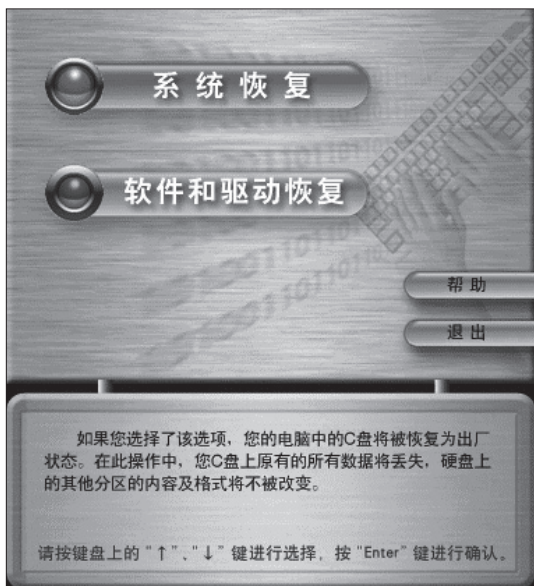 系统恢复
软件和驱动恢复
帮助
退出
如果您选择了该选项，您的电脑中的C盘将被恢复为出厂
状态。在此操作中，您C盘上原有的所有数据将丢失，硬盘上
的其他分区的内容及格式将不被改变。
请按键盘上的“↑”、“↓”键进行选择，按“Enter”键进行确认。